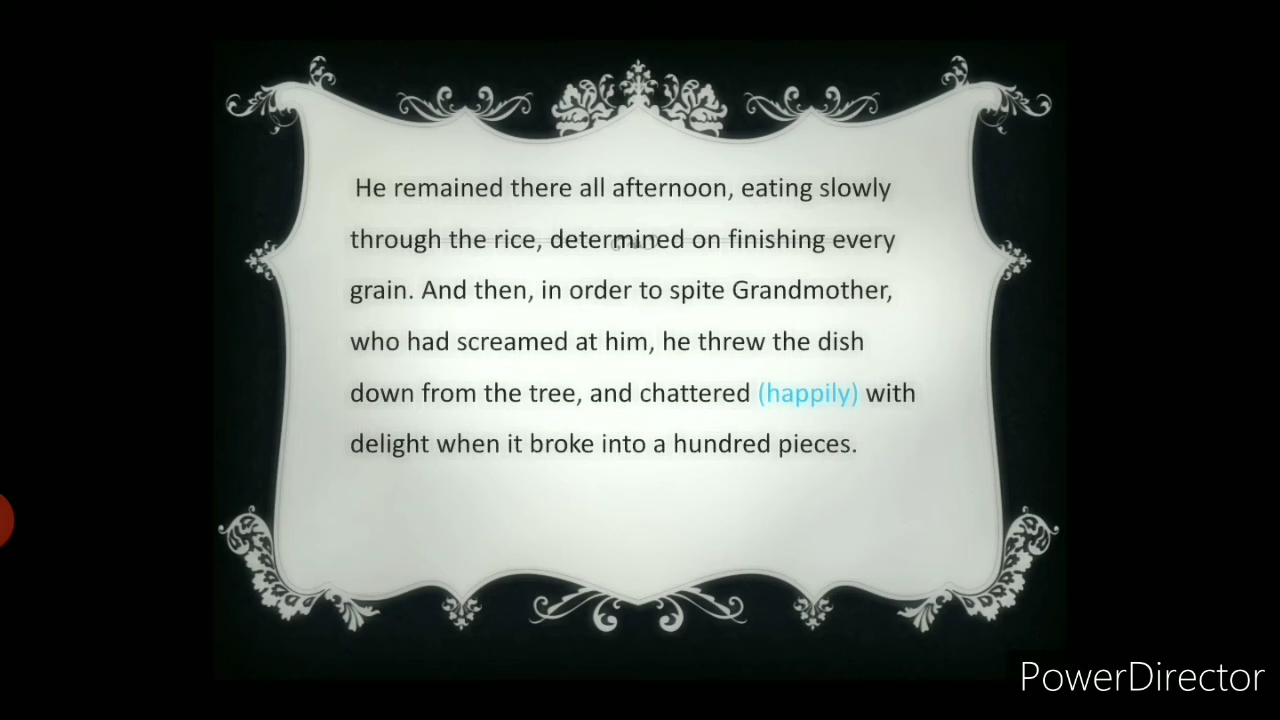 He remained there all afternoon, eating slowly
through the rice, determined on finishing every
grain. And then, in order to spite Grandmother,
who had screamed at him, he threw the dish
down from the tree, and chattered (happily) with
delight when it broke into a hundred pieces.
PowerDirector